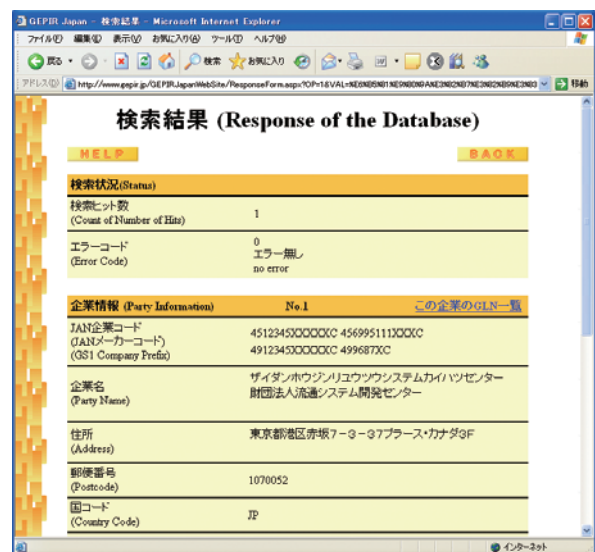 GEPIR Japan - 検索結果 - Microsoft Internet Explorer
ファイル(F) 編集(E) 表示(V) お気に入り(A) ツール(T) ヘルプ(H)
戻る 検索 お気に入り
アドレス(D) 移動
検索結果 (Response of the Database)
HELP BACK
検索状況(Status)
検索ヒット数 1
(Count of Number of Hits)
エラーコード 0
(Error Code) エラー無し
no error
企業情報 (Party Information) No.1 この企業のGLN一覧
JAN企業コード
(JANメーカーコード) 4512345XXXXXC 456995111XXXC
(GS1 Company Prefix) 4912345XXXXXC 499687XC
企業名 ザイダンホウジンリユウツウシステムカイハツセンター
(Party Name) 財団法人流通システム開発センター
住所 東京都港区赤坂7-3-37プラース・カナダ3F
(Address)
郵便番号 1070052
(Postcode)
国コード JP
(Country Code)
インターネット